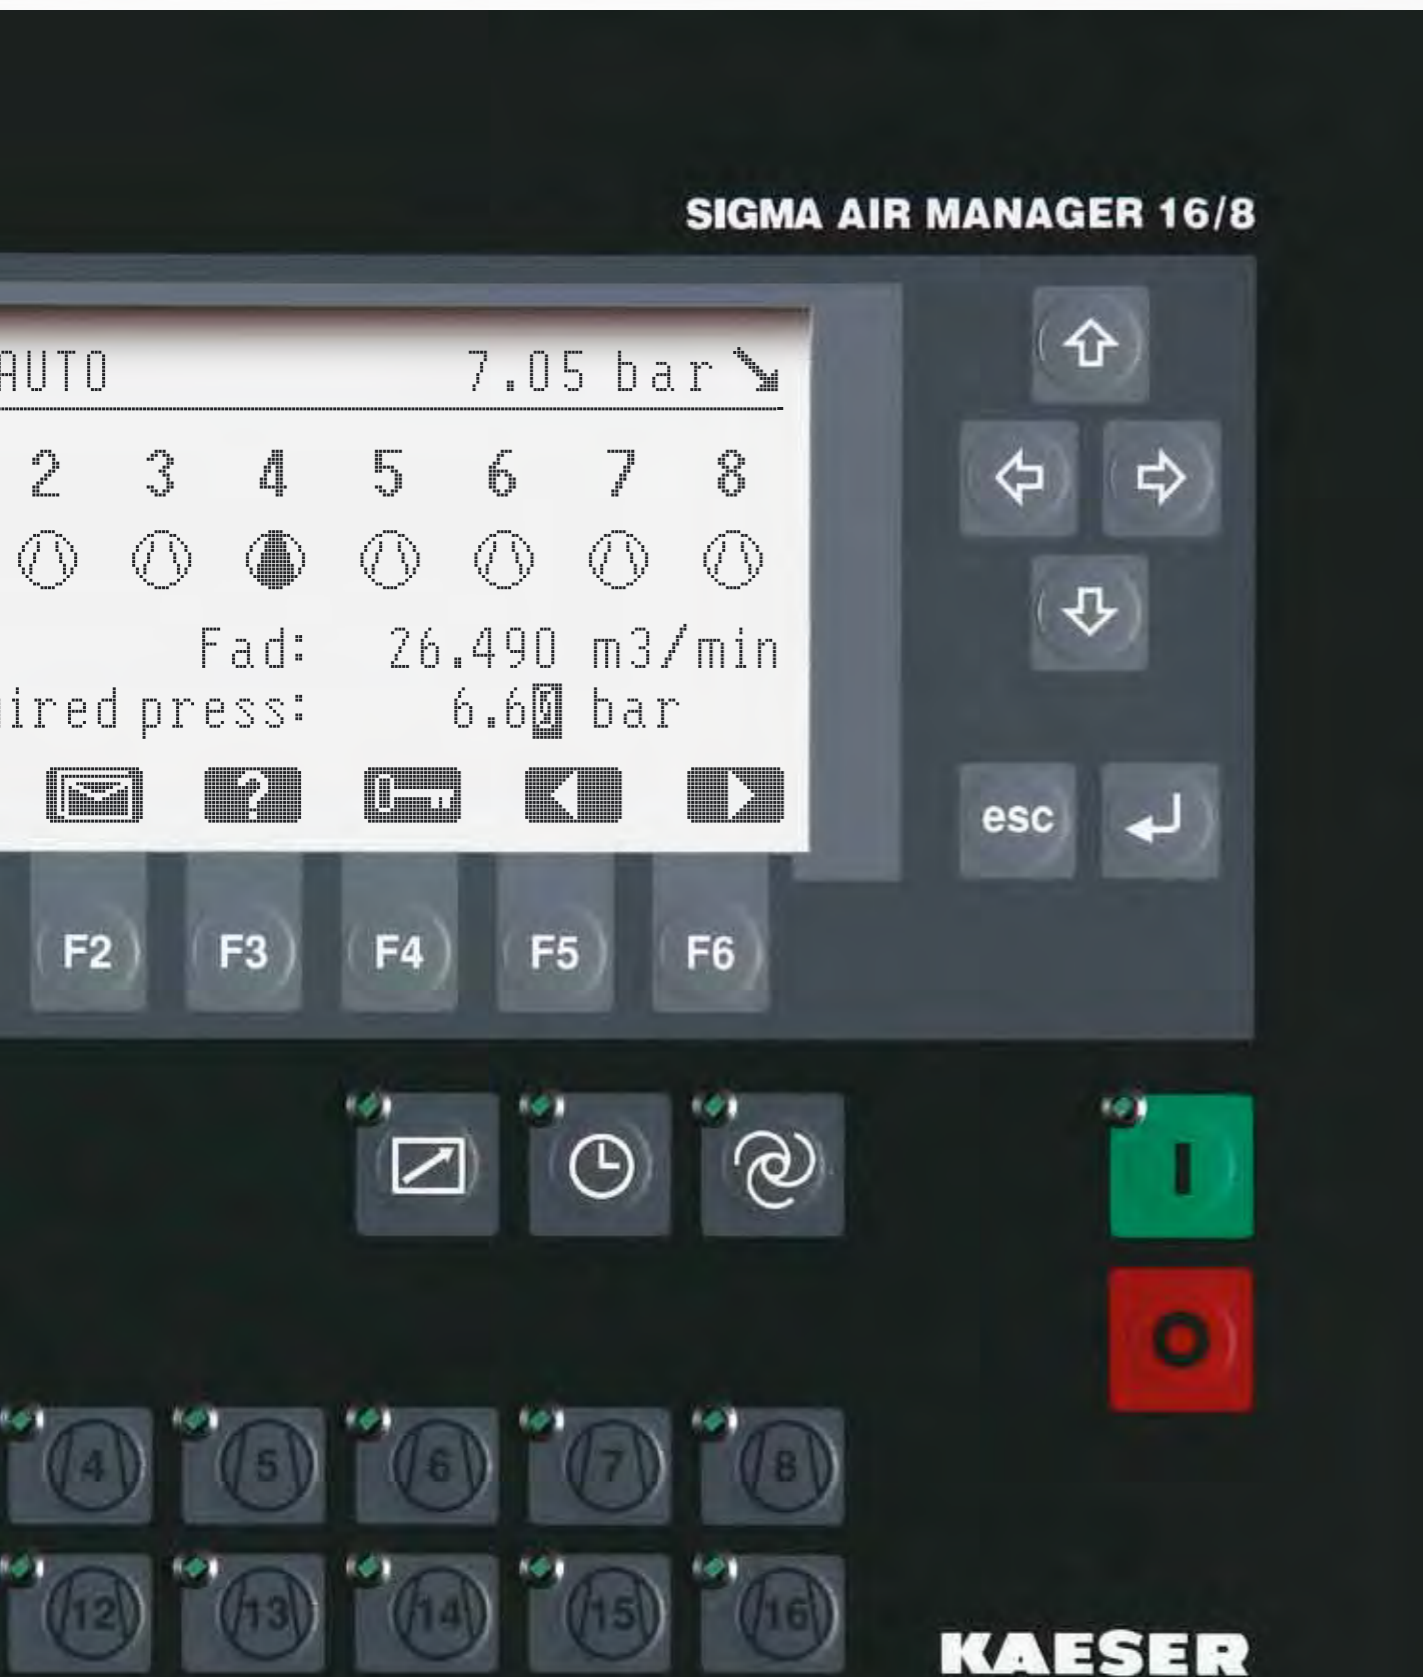 SIGMA AIR MANAGER 16/8
AUTO 7.05 bar
2 3 4 5 6 7 8
Fad: 26.490 m3/min
press: 6.60 bar
?
esc
F2 F3 F4 F5 F6
I
O
4 5 6 7 8
12 13 14 15 16
KAESER